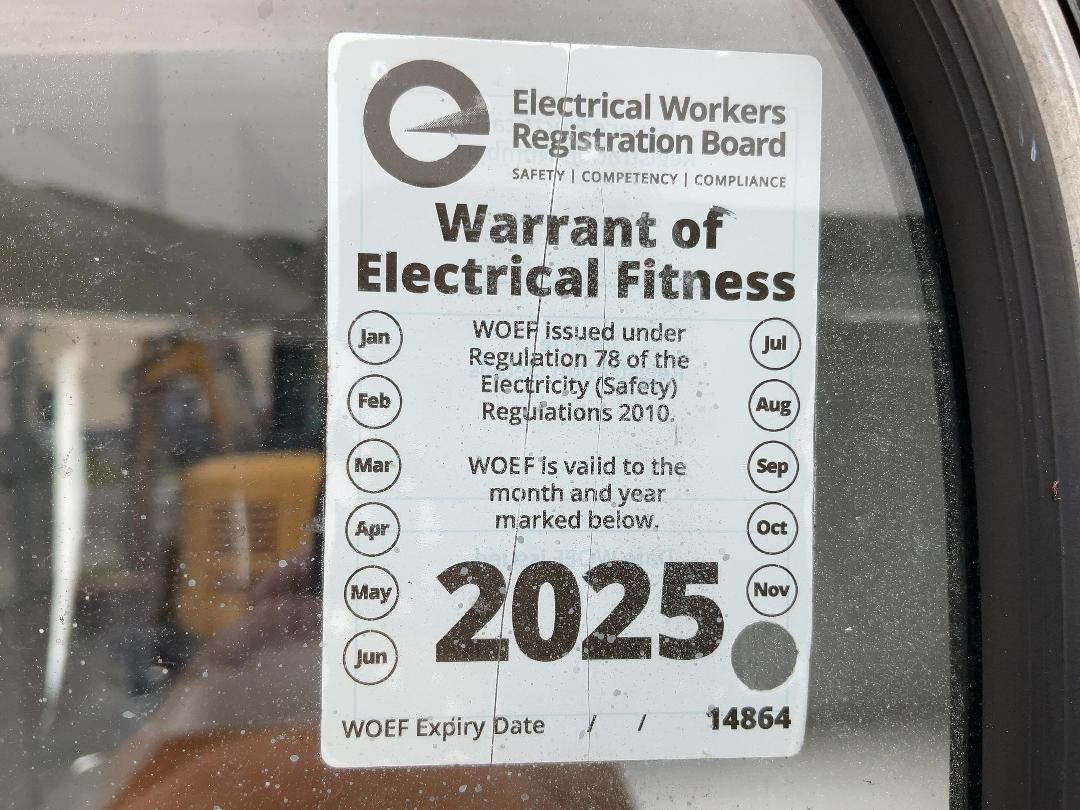 Electrical Workers
Registration Board
SAFETY | COMPETENCY | COMPLIANCE
Warrant of
Electrical Fitness
Jan
Feb
Mar
Apr
May
Jun
WOEF issued under
Regulation 78 of the
Electricity (Safety)
Regulations 2010.
WOEF is valid to the
month and year
marked below.
2025
Jul
Aug
Sep
Oct
Nov
WOEF Expiry Date / /
14864